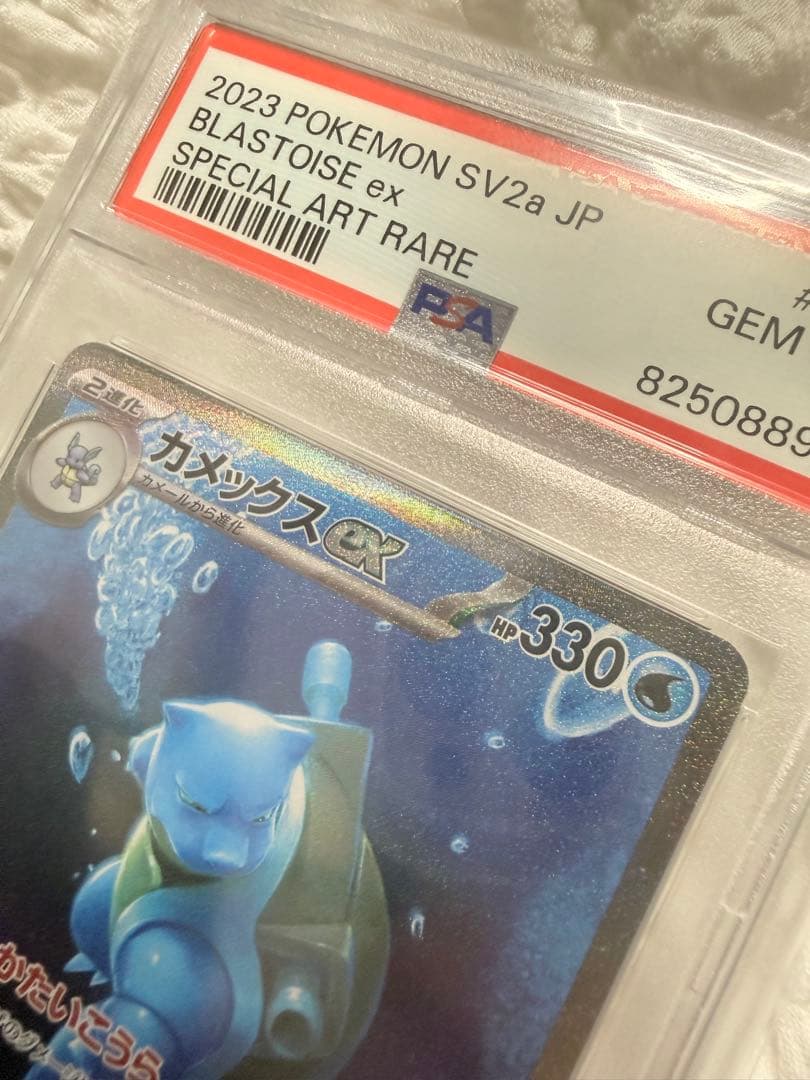 2023 POKEMON SV2a JP
BLASTOISE ex
SPECIAL ART RARE
#
GEM
8250889
PSA
2進化
カメックスex
カメールから進化
HP330
かたいこうら